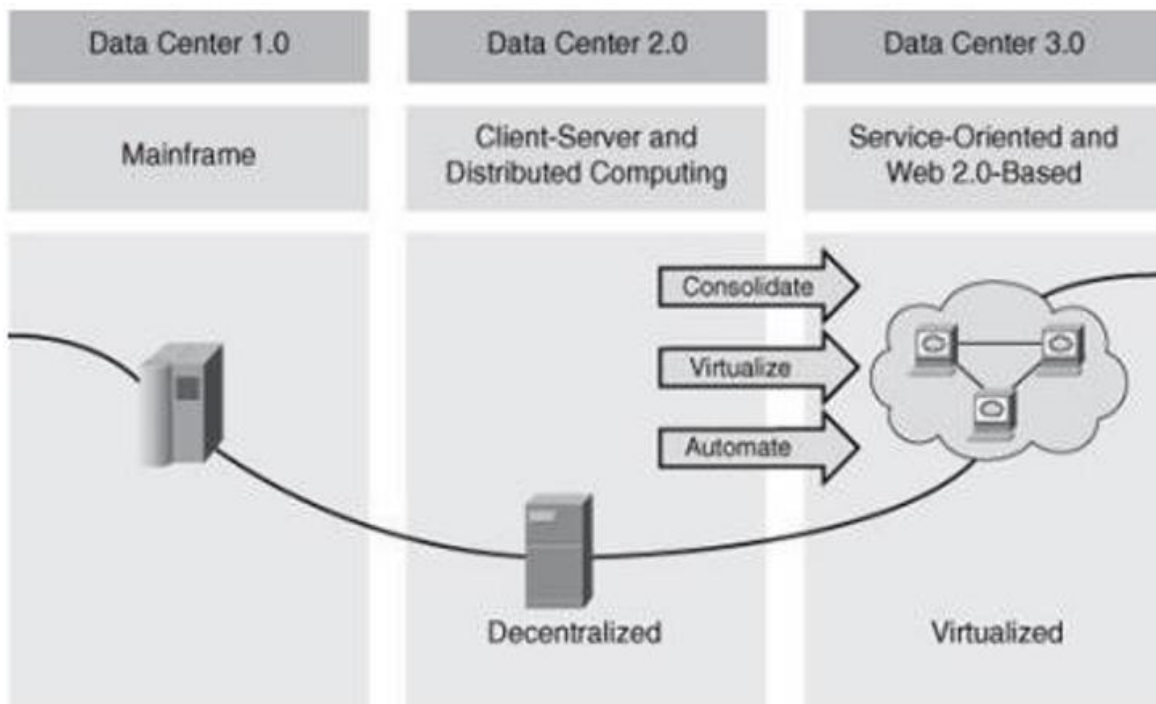 Data Center 1.0
Data Center 2.0
Data Center 3.0
Mainframe
Client-Server and
Distributed Computing
Service-Oriented and
Web 2.0-Based
Consolidate
Virtualize
Automate
Decentralized
Virtualized